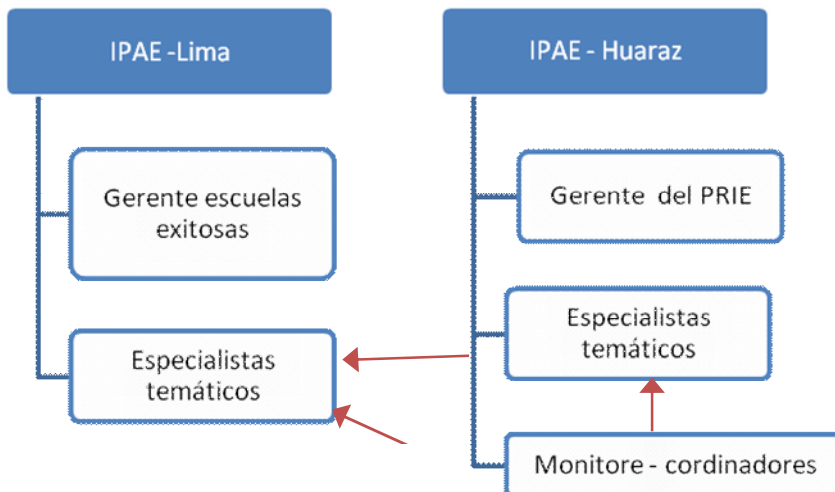 IPAE -Lima
Gerente escuelas
exitosas
Especialistas
temáticos
IPAE - Huaraz
Gerente del PRIE
Especialistas
temáticos
Monitore - cordinadores